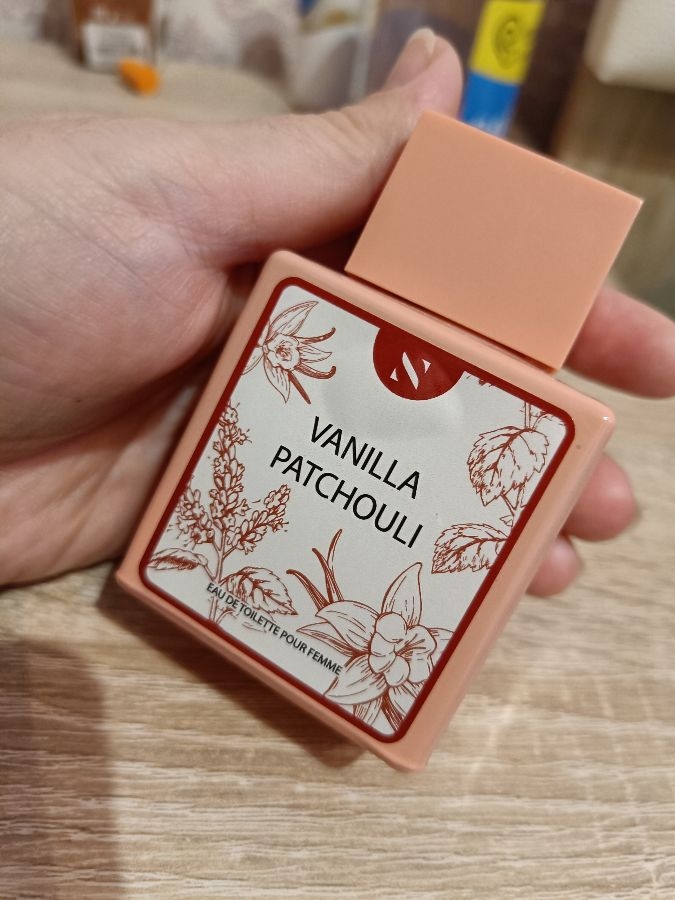 S
VANILLA
PATCHOULI
EAU DE TOILETTE POUR FEMME